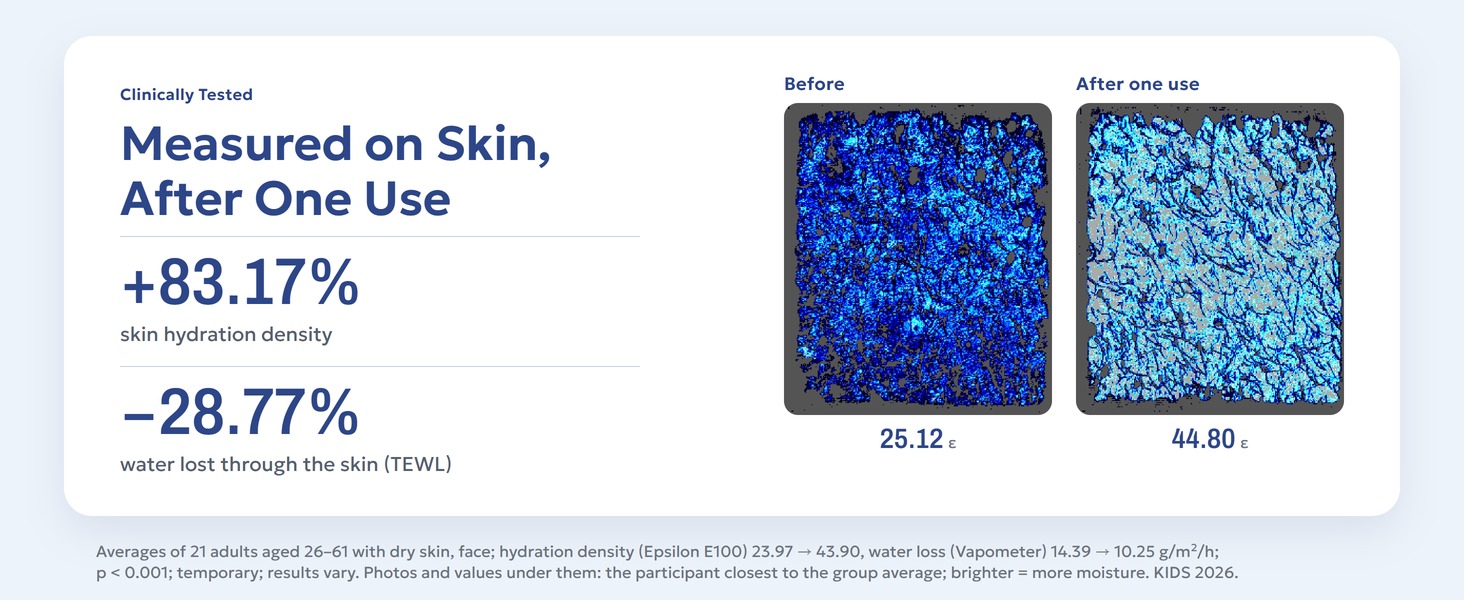 Clinically Tested
Measured on Skin,
After One Use
+83.17%
skin hydration density
−28.77%
water lost through the skin (TEWL)
Before
After one use
25.12 ε
44.80 ε
Averages of 21 adults aged 26–61 with dry skin, face; hydration density (Epsilon E100) 23.97 → 43.90, water loss (Vapometer) 14.39 → 10.25 g/m²/h;
p < 0.001; temporary; results vary. Photos and values under them: the participant closest to the group average; brighter = more moisture. KIDS 2026.